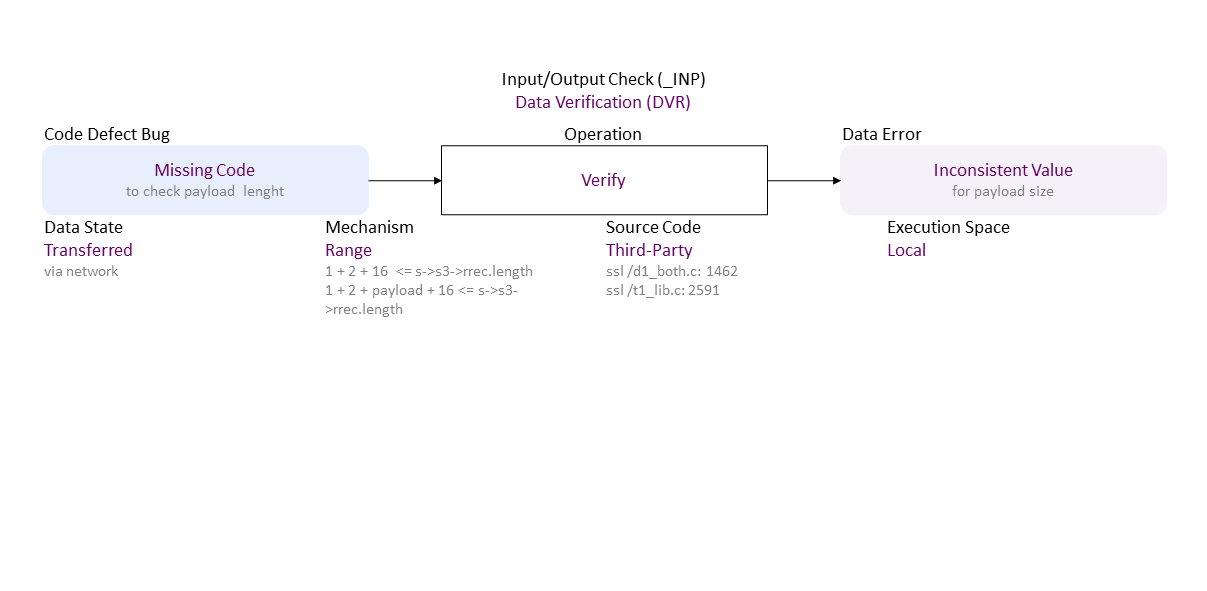 Input/Output Check (_INP)
Data Verification (DVR)
Code Defect Bug
Operation
Data Error
Missing Code
to check payload  lenght
Verify
Inconsistent Value
for payload size
Data State
Transferred
via network
Mechanism
Range
1 + 2 + 16  <= s->s3->rrec.length
1 + 2 + payload + 16 <= s->s3-
>rrec.length
Source Code
Third-Party
ssl /d1_both.c: 1462
ssl /t1_lib.c: 2591
Execution Space
Local